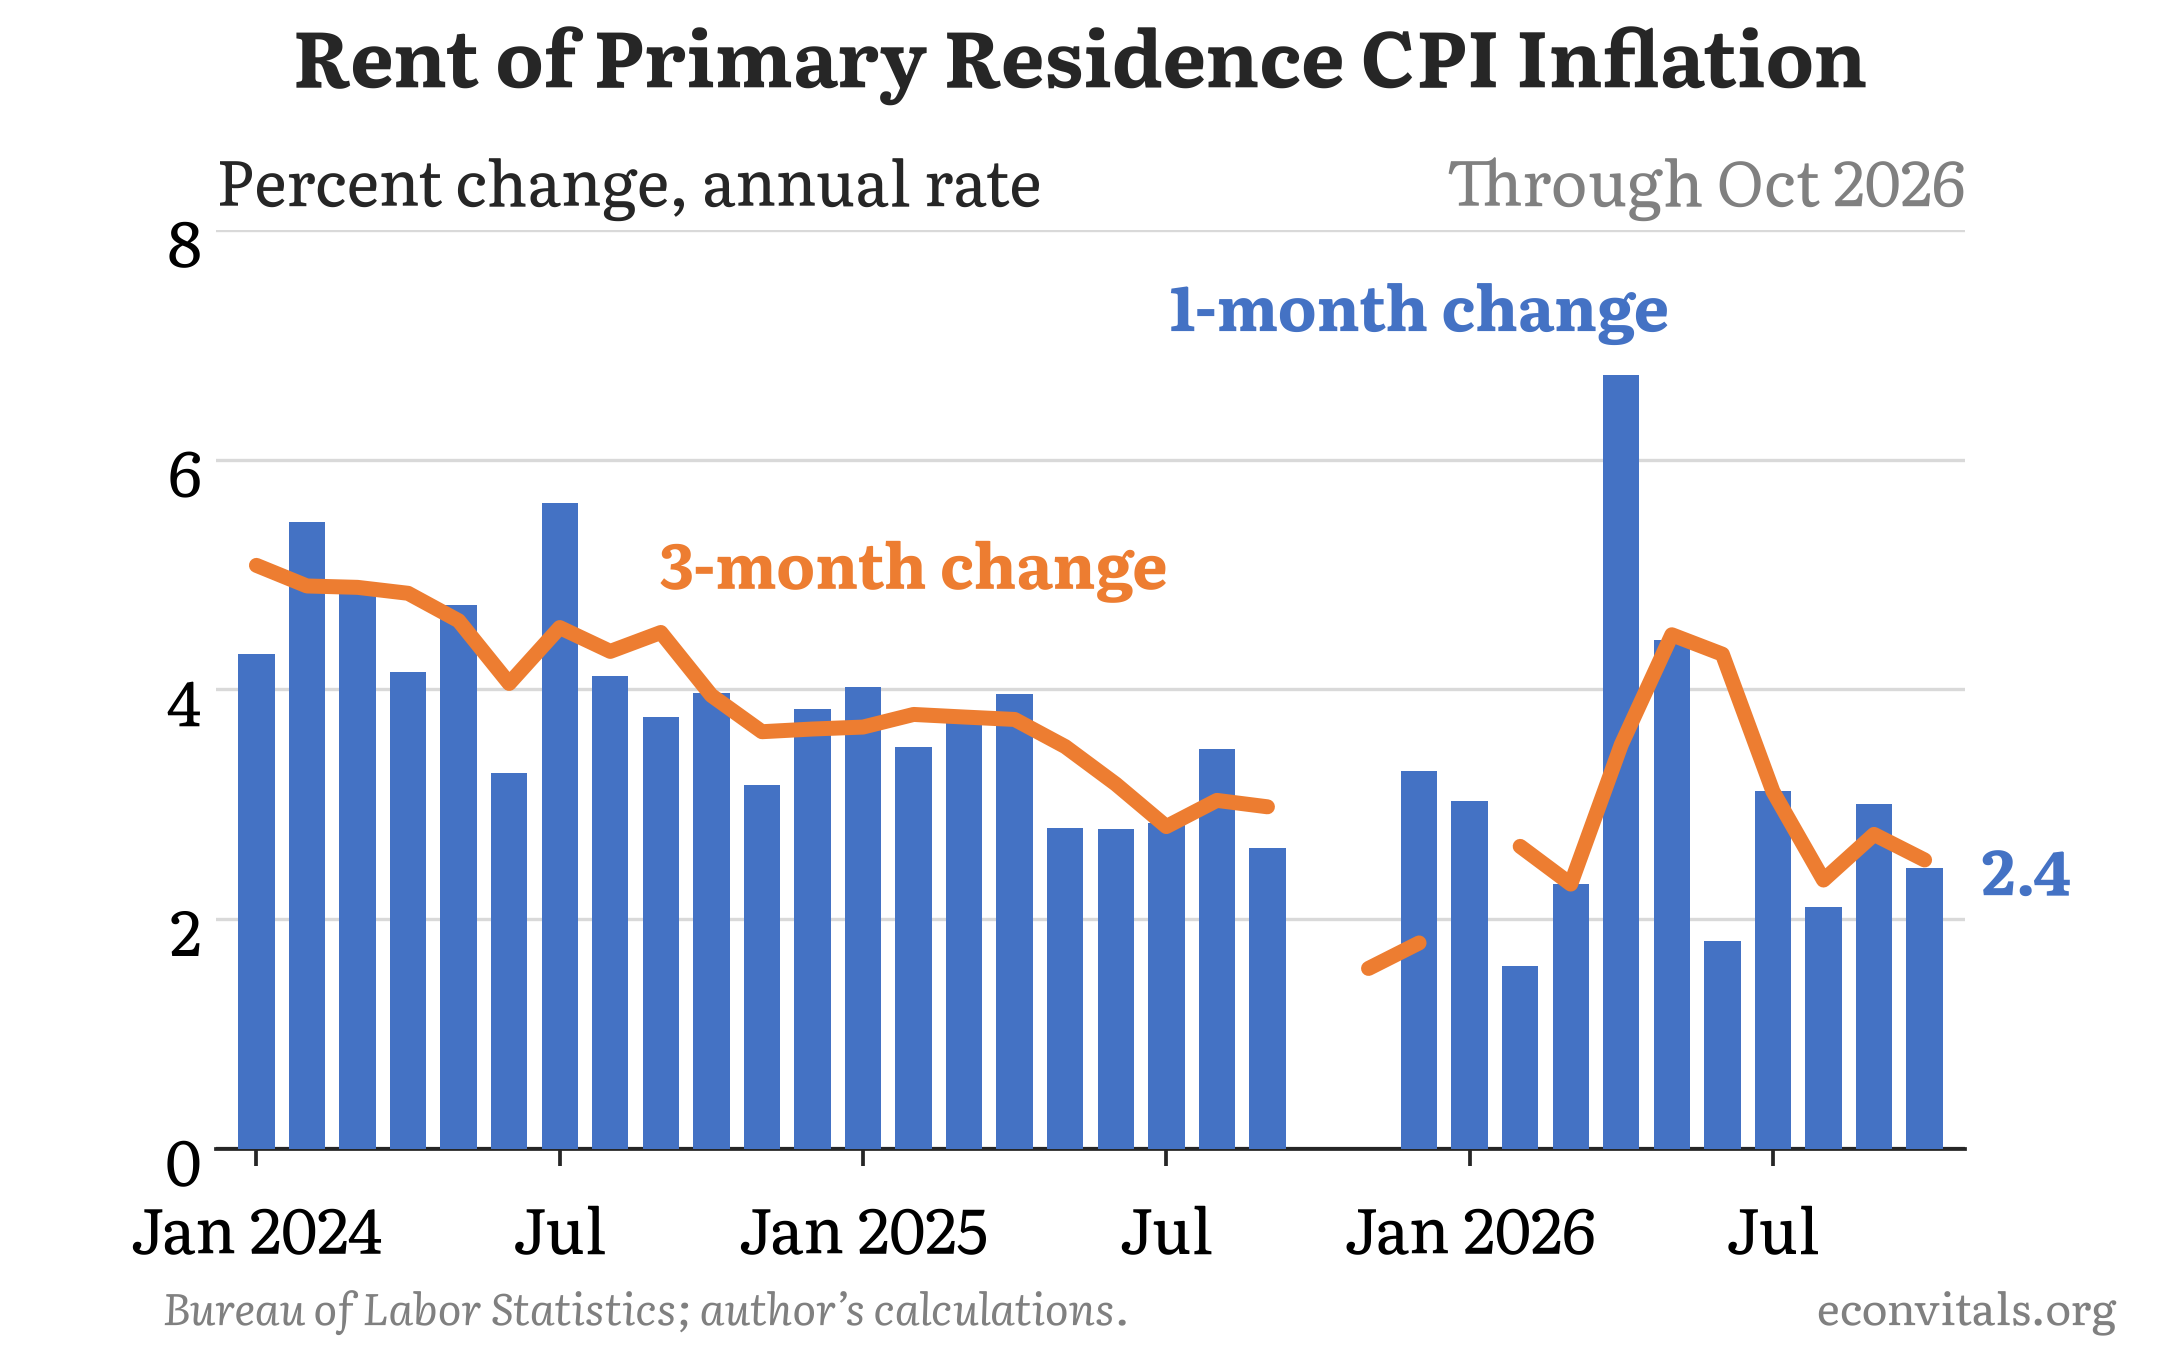 Rent of Primary Residence CPI Inflation
Percent change, annual rate
Through Oct 2026
8
1-month change
6
3-month change
4
2.4
2
0
Jan 2024 Jul Jan 2025 Jul Jan 2026 Jul
Bureau of Labor Statistics; author’s calculations.
econvitals.org